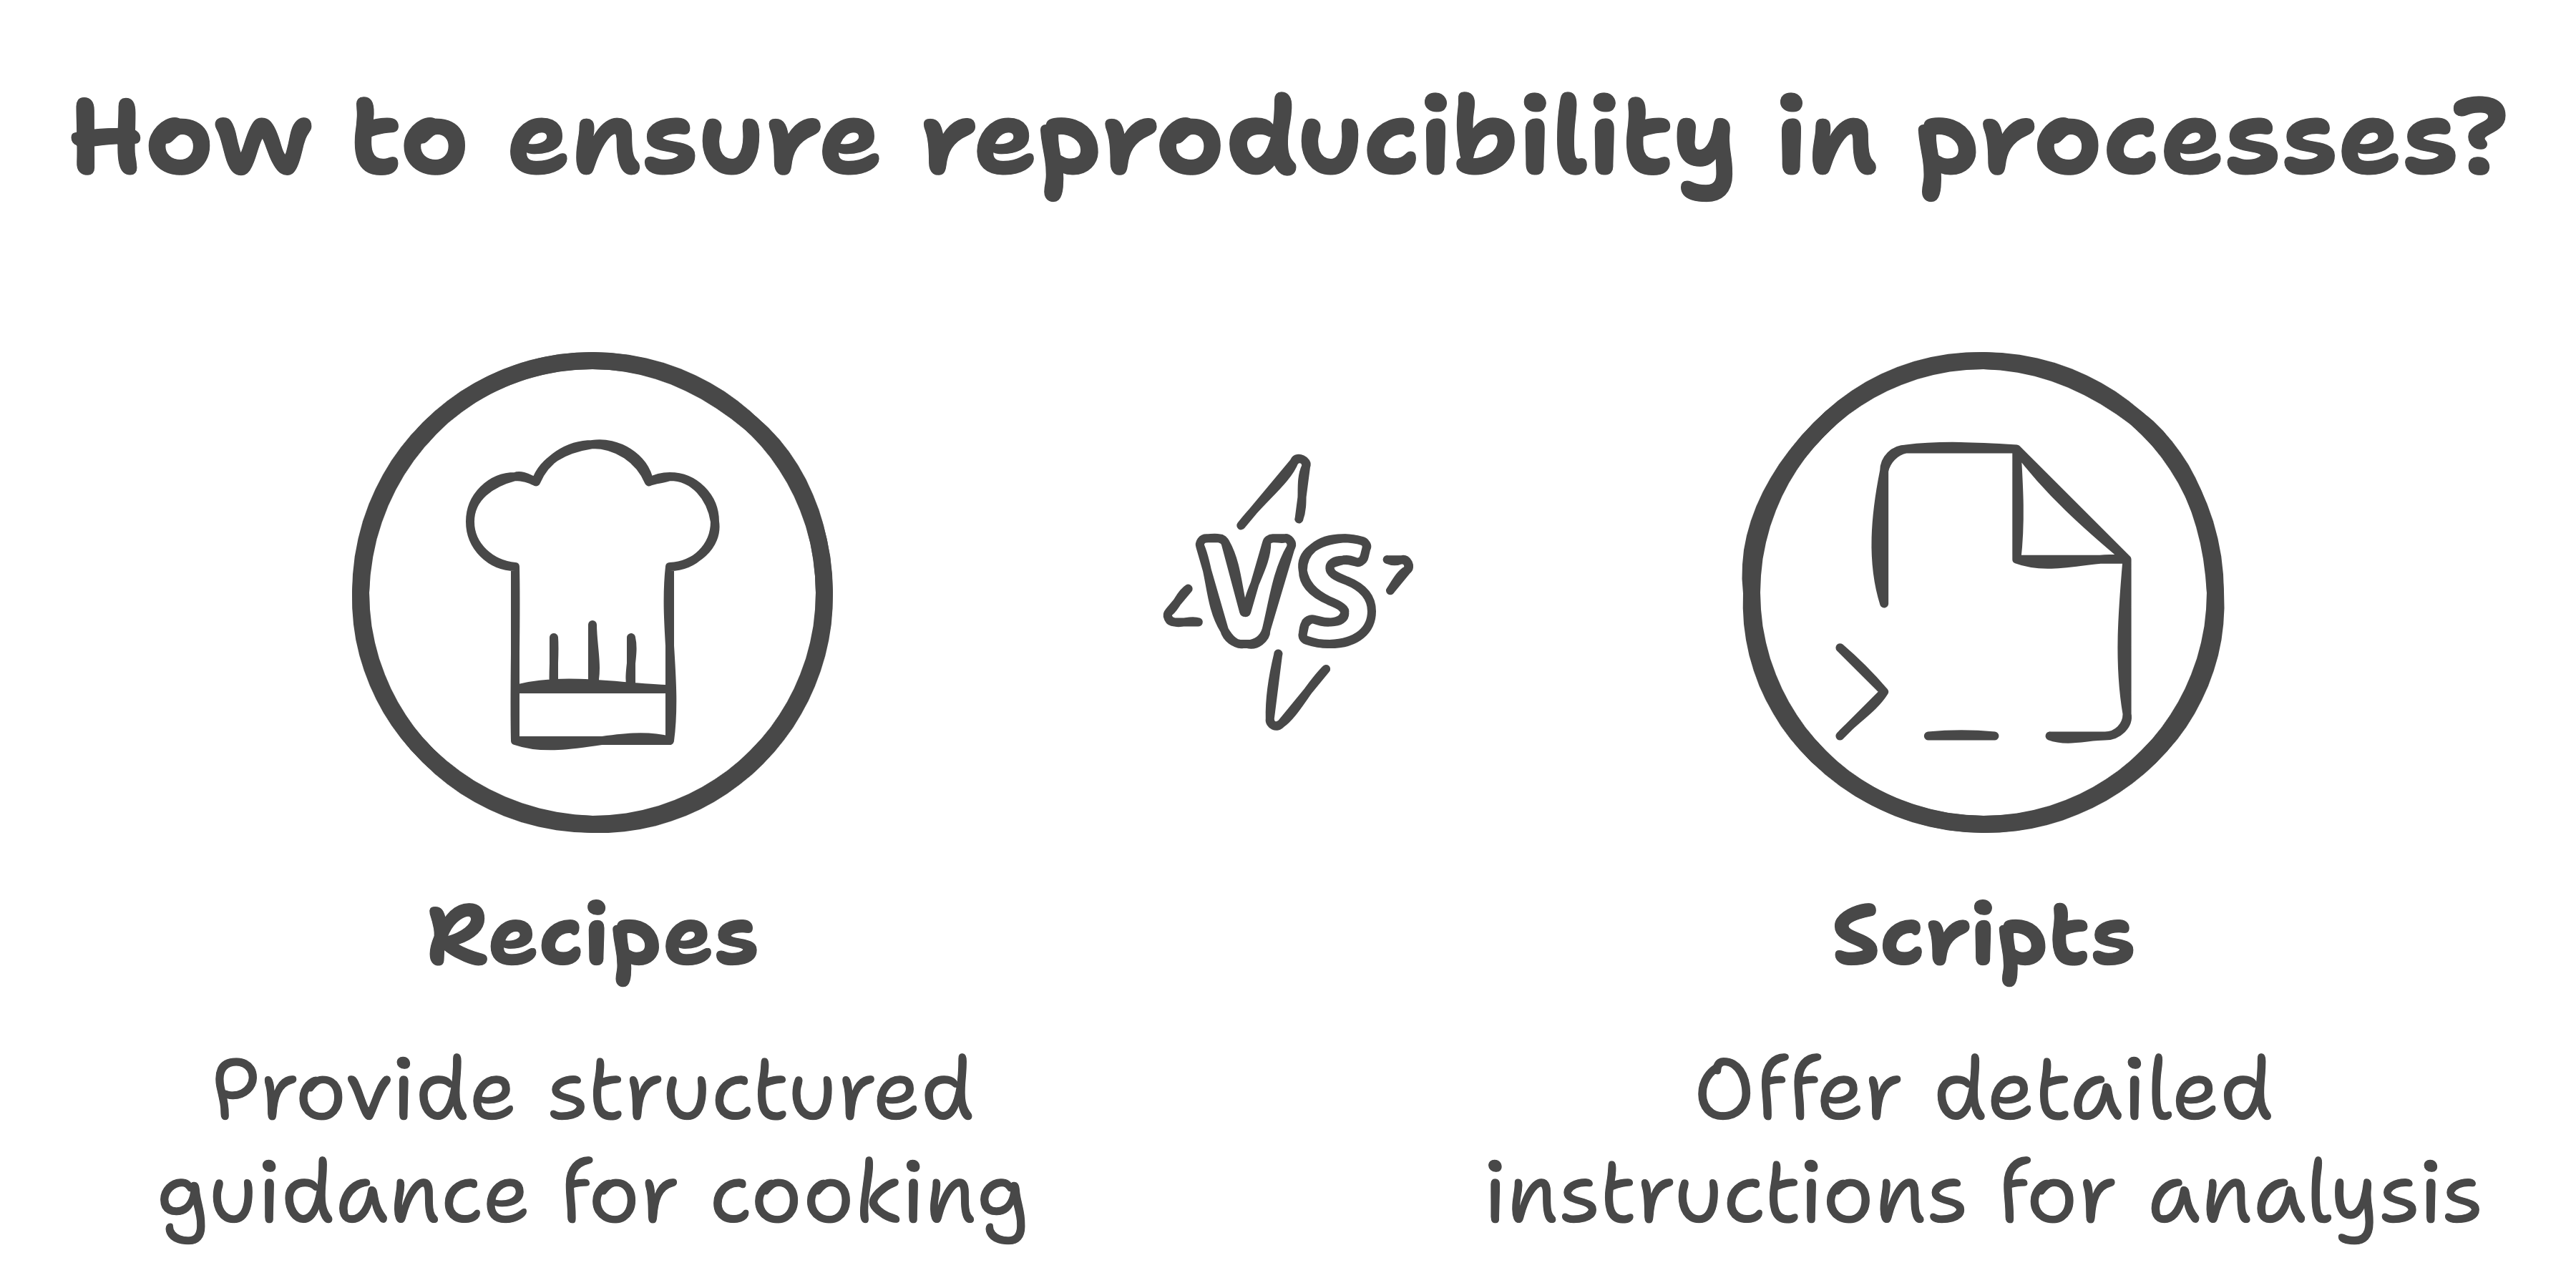 How to ensure reproducibility in processes?
VS
Recipes
Provide structured
guidance for cooking
Scripts
Offer detailed
instructions for analysis